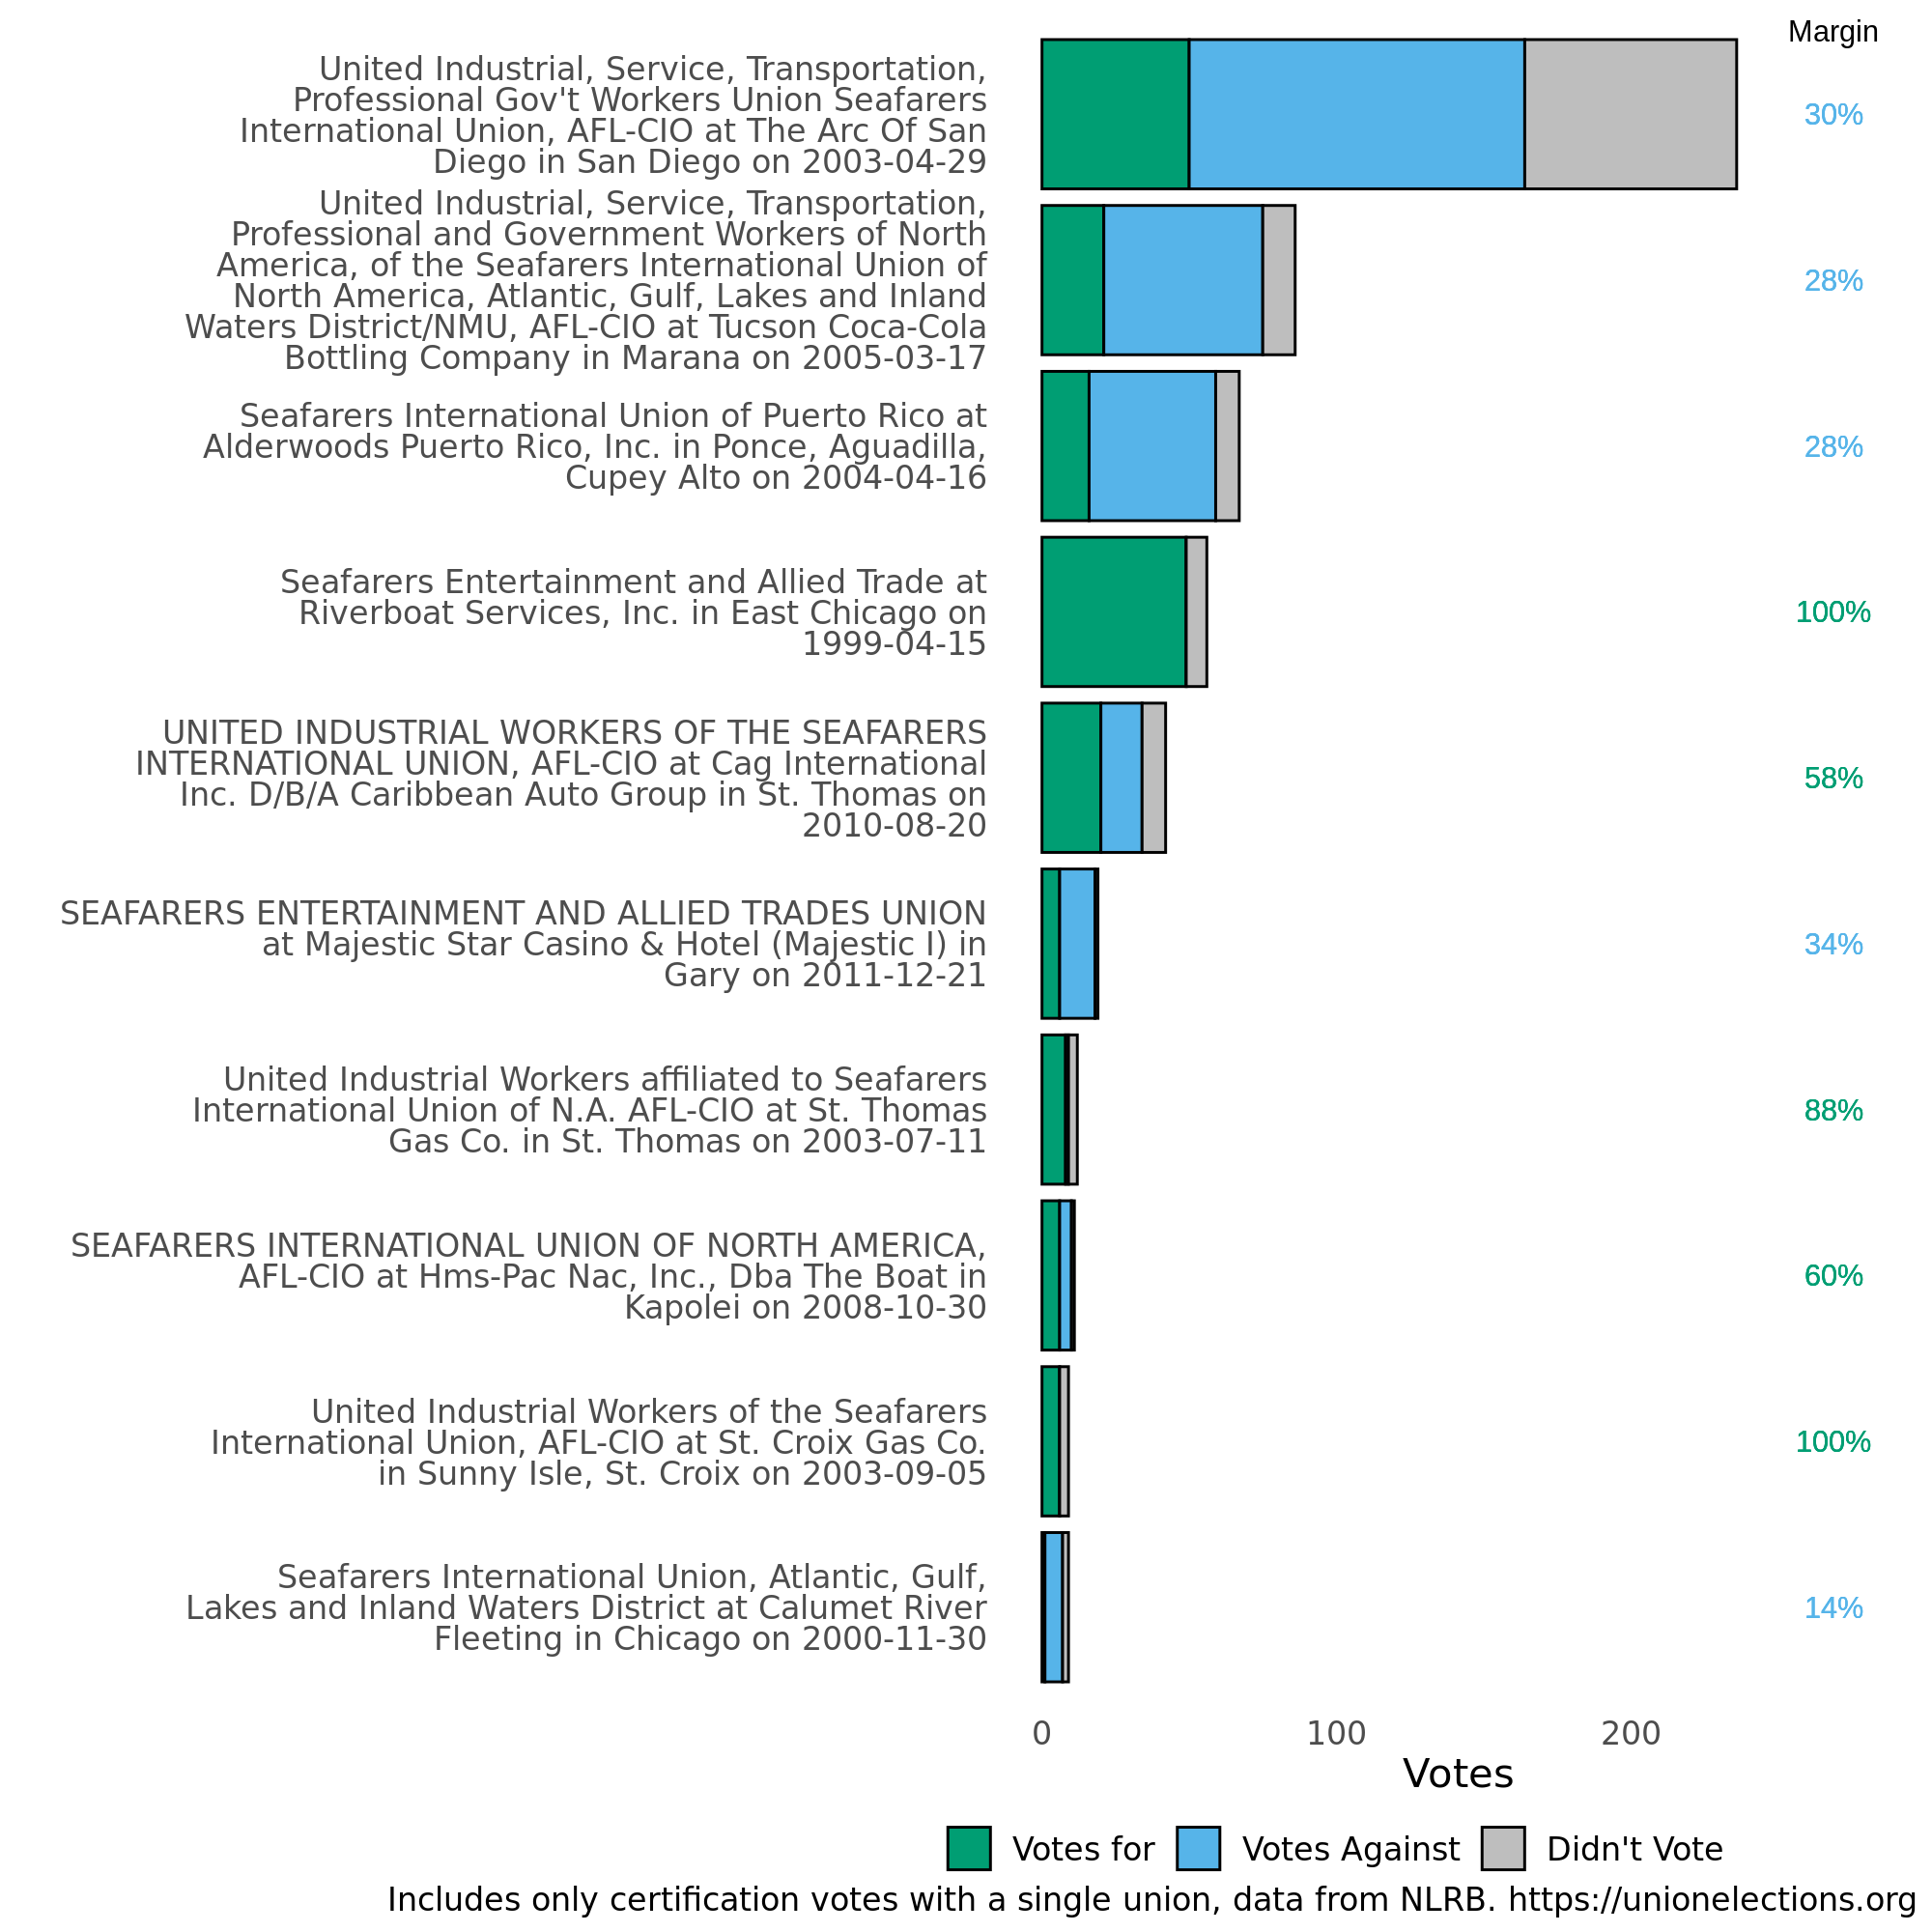 Margin
United Industrial, Service, Transportation,
Professional Gov't Workers Union Seafarers
International Union, AFL-CIO at The Arc Of San
Diego in San Diego on 2003-04-29
30%
United Industrial, Service, Transportation,
Professional and Government Workers of North
America, of the Seafarers International Union of
North America, Atlantic, Gulf, Lakes and Inland
Waters District/NMU, AFL-CIO at Tucson Coca-Cola
Bottling Company in Marana on 2005-03-17
28%
Seafarers International Union of Puerto Rico at
Alderwoods Puerto Rico, Inc. in Ponce, Aguadilla,
Cupey Alto on 2004-04-16
28%
Seafarers Entertainment and Allied Trade at
Riverboat Services, Inc. in East Chicago on
1999-04-15
100%
UNITED INDUSTRIAL WORKERS OF THE SEAFARERS
INTERNATIONAL UNION, AFL-CIO at Cag International
Inc. D/B/A Caribbean Auto Group in St. Thomas on
2010-08-20
58%
SEAFARERS ENTERTAINMENT AND ALLIED TRADES UNION
at Majestic Star Casino & Hotel (Majestic I) in
Gary on 2011-12-21
34%
United Industrial Workers affiliated to Seafarers
International Union of N.A. AFL-CIO at St. Thomas
Gas Co. in St. Thomas on 2003-07-11
88%
SEAFARERS INTERNATIONAL UNION OF NORTH AMERICA,
AFL-CIO at Hms-Pac Nac, Inc., Dba The Boat in
Kapolei on 2008-10-30
60%
United Industrial Workers of the Seafarers
International Union, AFL-CIO at St. Croix Gas Co.
in Sunny Isle, St. Croix on 2003-09-05
100%
Seafarers International Union, Atlantic, Gulf,
Lakes and Inland Waters District at Calumet River
Fleeting in Chicago on 2000-11-30
14%
0 100 200
Votes
Votes for Votes Against Didn't Vote
Includes only certification votes with a single union, data from NLRB. https://unionelections.org